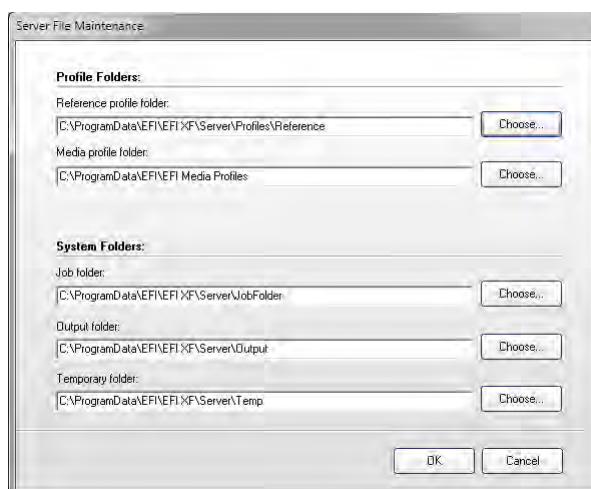 Server File Maintenance
Profile Folders:
Reference profile folder:
C:\ProgramData\EFI\EFI XF\Server\Profiles\Reference
Choose...
Media profile folder:
C:\ProgramData\EFI\EFI Media Profiles
Choose...
System Folders:
Job folder:
C:\ProgramData\EFI\EFI XF\Server\JobFolder
Choose...
Output folder:
C:\ProgramData\EFI\EFI XF\Server\Output
Choose...
Temporary folder:
C:\ProgramData\EFI\EFI XF\Server\Temp
Choose...
OK Cancel